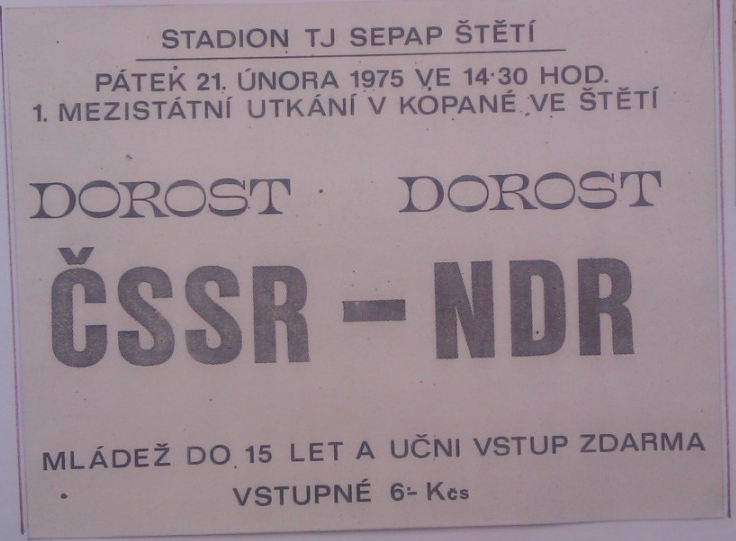 STADION TJ SEPAP ŠTĚTÍ
PÁTEK 21. ÚNORA 1975 VE 14·30 HOD.
1. MEZISTÁTNÍ UTKÁNÍ V KOPANÉ VE ŠTĚTÍ
DOROST DOROST
ČSSR – NDR
MLÁDEŽ DO 15 LET A UČNI VSTUP ZDARMA
VSTUPNÉ 6·- Kčs